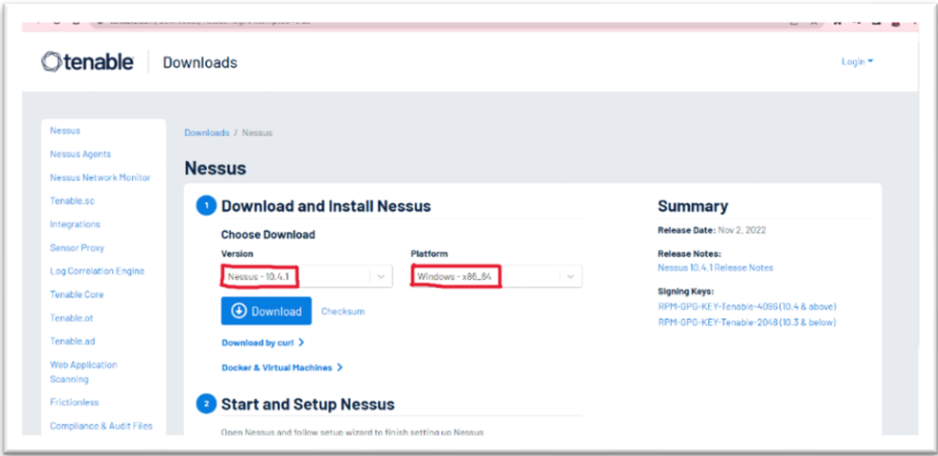 tenable
Downloads
Login
Nessus
Nessus Agents
Nessus Network Monitor
Tenable.sc
Integrations
Sensor Proxy
Log Correlation Engine
Tenable Core
Tenable.ot
Tenable.ad
Web Application
Scanning
Frictionless
Compliance & Audit Files
Downloads / Nessus
Nessus
1 Download and Install Nessus
Choose Download
Version
Platform
Nessus - 10.4.1
Windows - x86_64
Download
Checksum
Download by curl
Docker & Virtual Machines
2 Start and Setup Nessus
Open Nessus and follow setup wizard to finish setting up Nessus
Summary
Release Date: Nov 2, 2022
Release Notes:
Nessus 10.4.1 Release Notes
Signing Keys:
RPM-GPG-KEY-Tenable-4096 (10.4 & above)
RPM-GPG-KEY-Tenable-2048 (10.3 & below)